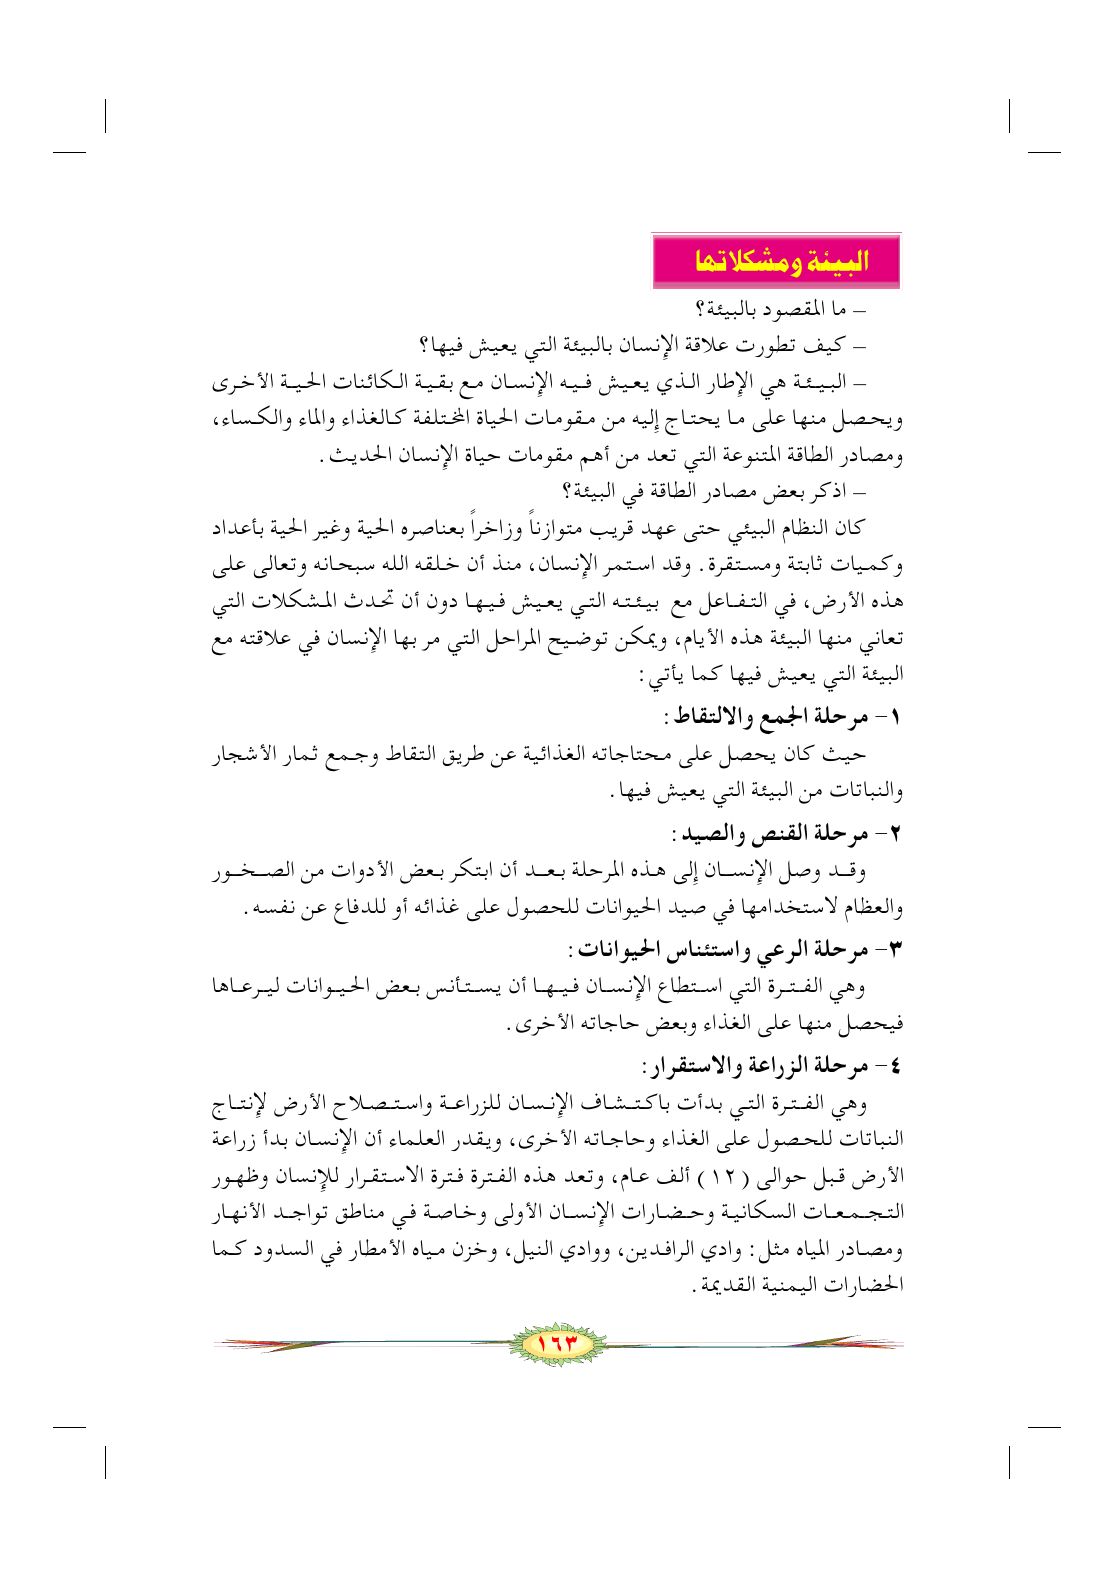 البيئة ومشكلاتها
– ما المقصود بالبيئة؟
– كيف تطورت علاقة الإنسان بالبيئة التي يعيش فيها؟
– البيئة هي الإطار الذي يعيش فيه الإنسان مع بقية الكائنات الحية الأخرى
ويحصل منها على ما يحتاج إليه من مقومات الحياة المختلفة كالغذاء والماء والكساء،
ومصادر الطاقة المتنوعة التي تعد من أهم مقومات حياة الإنسان الحديث.
– اذكر بعض مصادر الطاقة في البيئة؟
كان النظام البيئي حتى عهد قريب متوازناً وزاخراً بعناصره الحية وغير الحية بأعداد
وكميات ثابتة ومستقرة. وقد استمر الإنسان، منذ أن خلقه الله سبحانه وتعالى على
هذه الأرض، في التفاعل مع بيئته التي يعيش فيها دون أن تحدث المشكلات التي
تعاني منها البيئة هذه الأيام، ويمكن توضيح المراحل التي مر بها الإنسان في علاقته مع
البيئة التي يعيش فيها كما يأتي:
١- مرحلة الجمع والالتقاط:
حيث كان يحصل على محتاجاته الغذائية عن طريق التقاط وجمع ثمار الأشجار
والنباتات من البيئة التي يعيش فيها.
٢- مرحلة القنص والصيد:
وقد وصل الإنسان إلى هذه المرحلة بعد أن ابتكر بعض الأدوات من الصخور
والعظام لاستخدامها في صيد الحيوانات للحصول على غذائه أو للدفاع عن نفسه.
٣- مرحلة الرعي واستئناس الحيوانات:
وهي الفترة التي استطاع الإنسان فيها أن يستأنس بعض الحيوانات ليرعاها
فيحصل منها على الغذاء وبعض حاجاته الأخرى.
٤- مرحلة الزراعة والاستقرار:
وهي الفترة التي بدأت باكتشاف الإنسان للزراعة واستصلاح الأرض لإنتاج
النباتات للحصول على الغذاء وحاجاته الأخرى، ويقدر العلماء أن الإنسان بدأ زراعة
الأرض قبل حوالى (١٢) ألف عام، وتعد هذه الفترة فترة الاستقرار للإنسان وظهور
التجمعات السكانية وحضارات الإنسان الأولى وخاصة في مناطق تواجد الأنهار
ومصادر المياه مثل: وادي الرافدين، ووادي النيل، وخزن مياه الأمطار في السدود كما
الحضارات اليمنية القديمة.
١٦٣